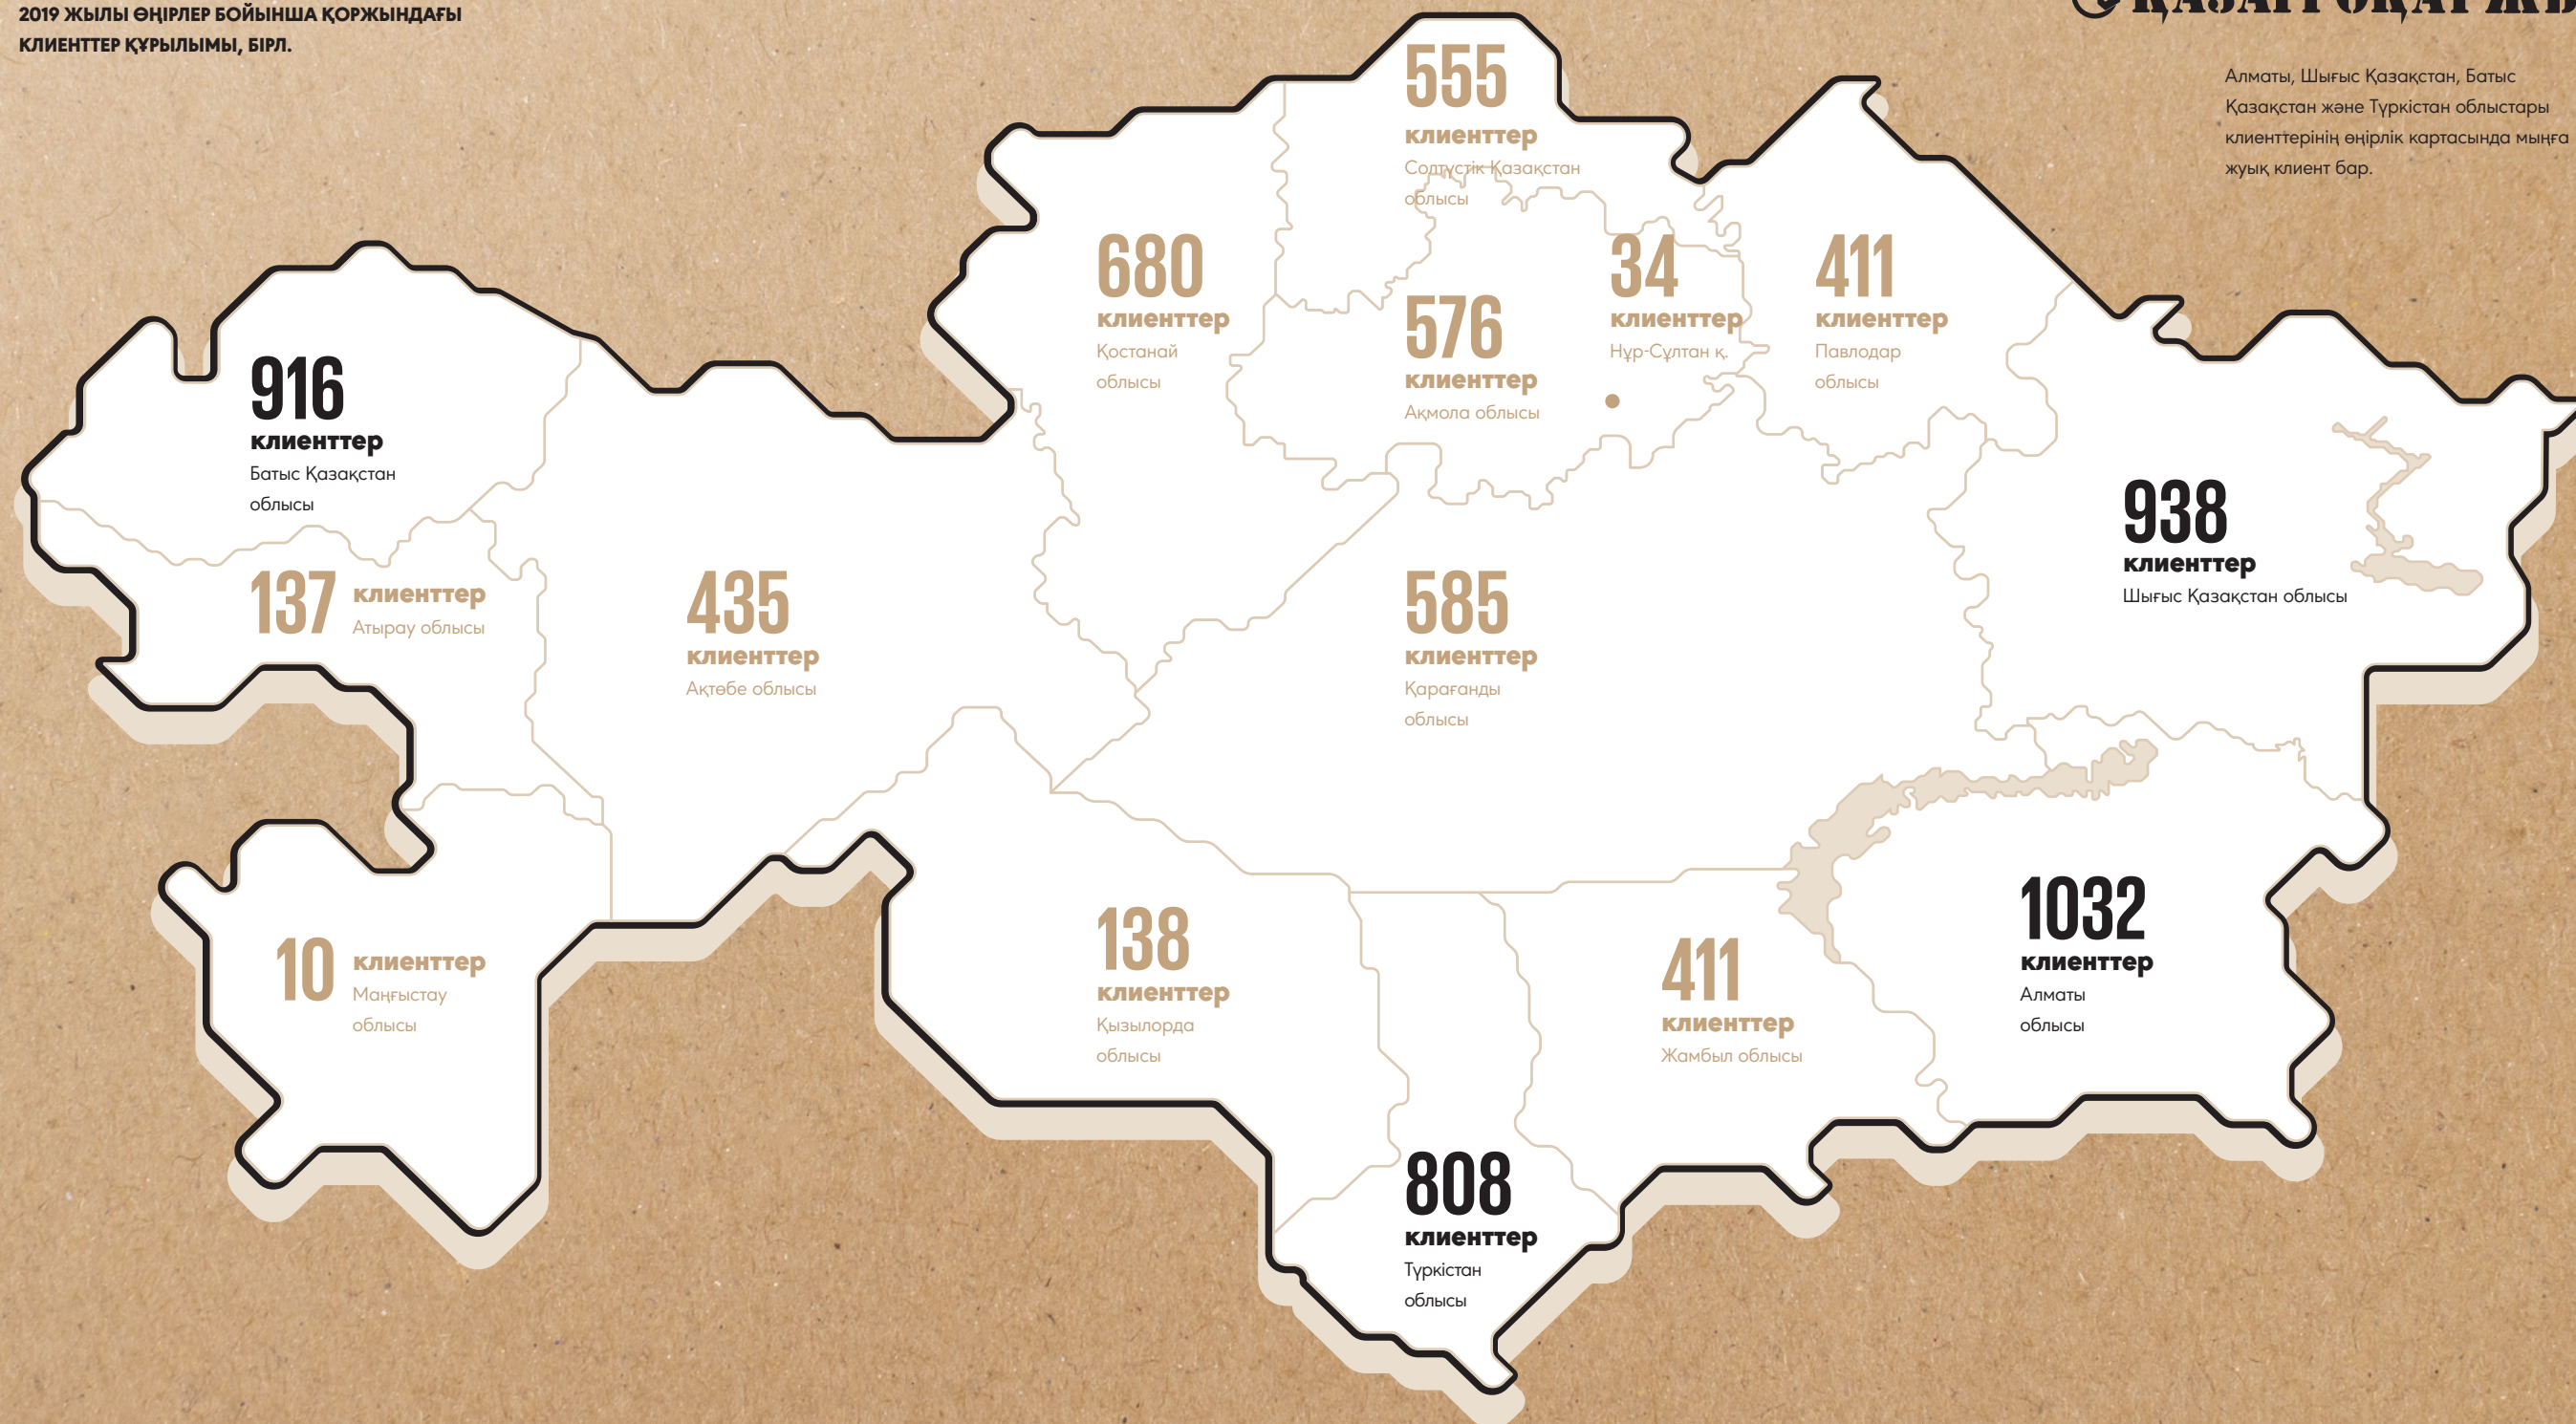 2019 ЖЫЛЫ ӨҢІРЛЕР БОЙЫНША ҚОРЖЫНДАҒЫ
КЛИЕНТТЕР ҚҰРЫЛЫМЫ, БІРЛ.
Алматы, Шығыс Қазақстан, Батыс
Қазақстан және Түркістан облыстары
клиенттерінің өңірлік картасында мыңға
жуық клиент бар.
555
клиенттер
Солтүстік Қазақстан
облысы
680
клиенттер
Қостанай
облысы
576
клиенттер
Ақмола облысы
34
клиенттер
Нұр-Сұлтан қ.
411
клиенттер
Павлодар
облысы
916
клиенттер
Батыс Қазақстан
облысы
938
клиенттер
Шығыс Қазақстан облысы
137 клиенттер
Атырау облысы
435
клиенттер
Ақтөбе облысы
585
клиенттер
Қарағанды
облысы
10 клиенттер
Маңғыстау
облысы
138
клиенттер
Қызылорда
облысы
411
клиенттер
Жамбыл облысы
1032
клиенттер
Алматы
облысы
808
клиенттер
Түркістан
облысы